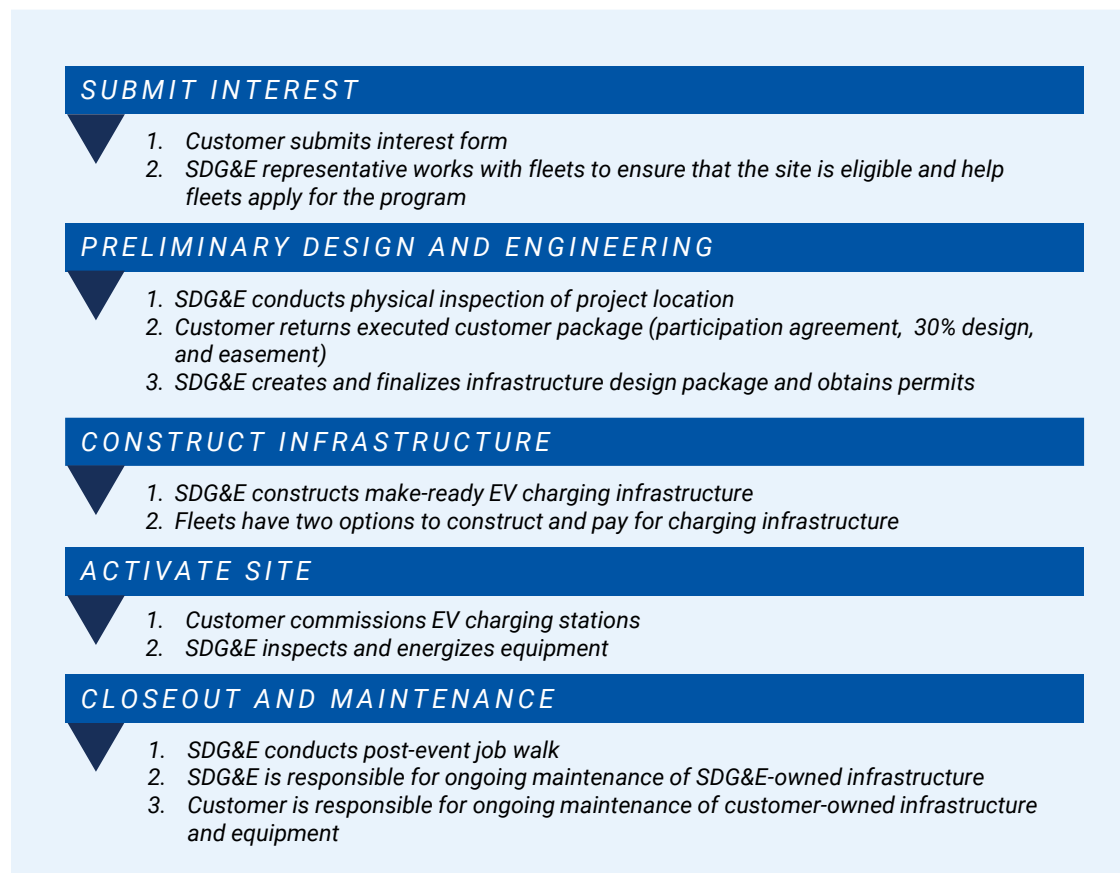 SUBMIT INTEREST
1. Customer submits interest form
2. SDG&E representative works with fleets to ensure that the site is eligible and help
fleets apply for the program
PRELIMINARY DESIGN AND ENGINEERING
1. SDG&E conducts physical inspection of project location
2. Customer returns executed customer package (participation agreement, 30% design,
and easement)
3. SDG&E creates and finalizes infrastructure design package and obtains permits
CONSTRUCT INFRASTRUCTURE
1. SDG&E constructs make-ready EV charging infrastructure
2. Fleets have two options to construct and pay for charging infrastructure
ACTIVATE SITE
1. Customer commissions EV charging stations
2. SDG&E inspects and energizes equipment
CLOSEOUT AND MAINTENANCE
1. SDG&E conducts post-event job walk
2. SDG&E is responsible for ongoing maintenance of SDG&E-owned infrastructure
3. Customer is responsible for ongoing maintenance of customer-owned infrastructure
and equipment